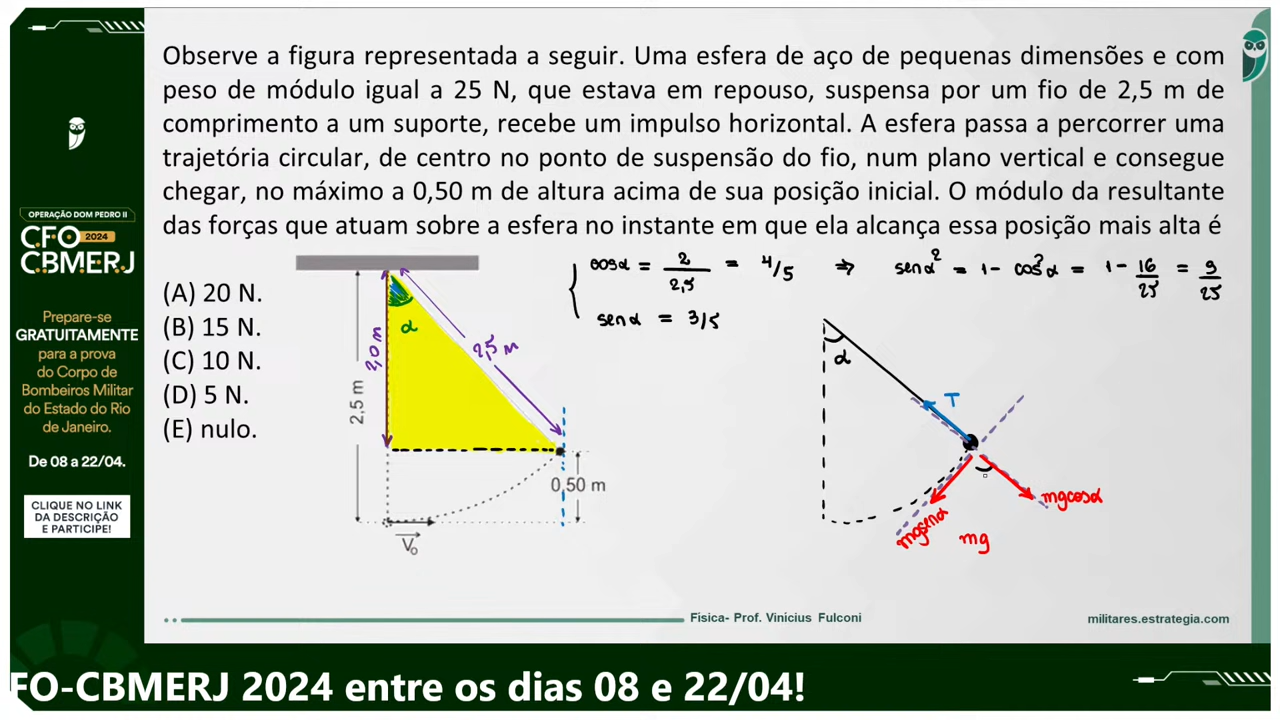 Observe a figura representada a seguir. Uma esfera de aço de pequenas dimensões e com
peso de módulo igual a 25 N, que estava em repouso, suspensa por um fio de 2,5 m de
comprimento a um suporte, recebe um impulso horizontal. A esfera passa a percorrer uma
trajetória circular, de centro no ponto de suspensão do fio, num plano vertical e consegue
chegar, no máximo a 0,50 m de altura acima de sua posição inicial. O módulo da resultante
das forças que atuam sobre a esfera no instante em que ela alcança essa posição mais alta é
(A) 20 N.
(B) 15 N.
(C) 10 N.
(D) 5 N.
(E) nulo.
α
2,0 m
2,5 m
2,5 m
0,50 m
V₀
cosα = 2/2,5 = 4/5 ⇒ senα² = 1 - cos²α = 1 - 16/25 = 9/25
senα = 3/5
α
T
mgcosα
mgsenα
mg
OPERAÇÃO DOM PEDRO II
CFO 2024
CBMERJ
Prepare-se
GRATUITAMENTE
para a prova
do Corpo de
Bombeiros Militar
do Estado do Rio
de Janeiro.
De 08 a 22/04.
CLIQUE NO LINK
DA DESCRIÇÃO
E PARTICIPE!
Física- Prof. Vinícius Fulconi
militares.estrategia.com
FO-CBMERJ 2024 entre os dias 08 e 22/04!